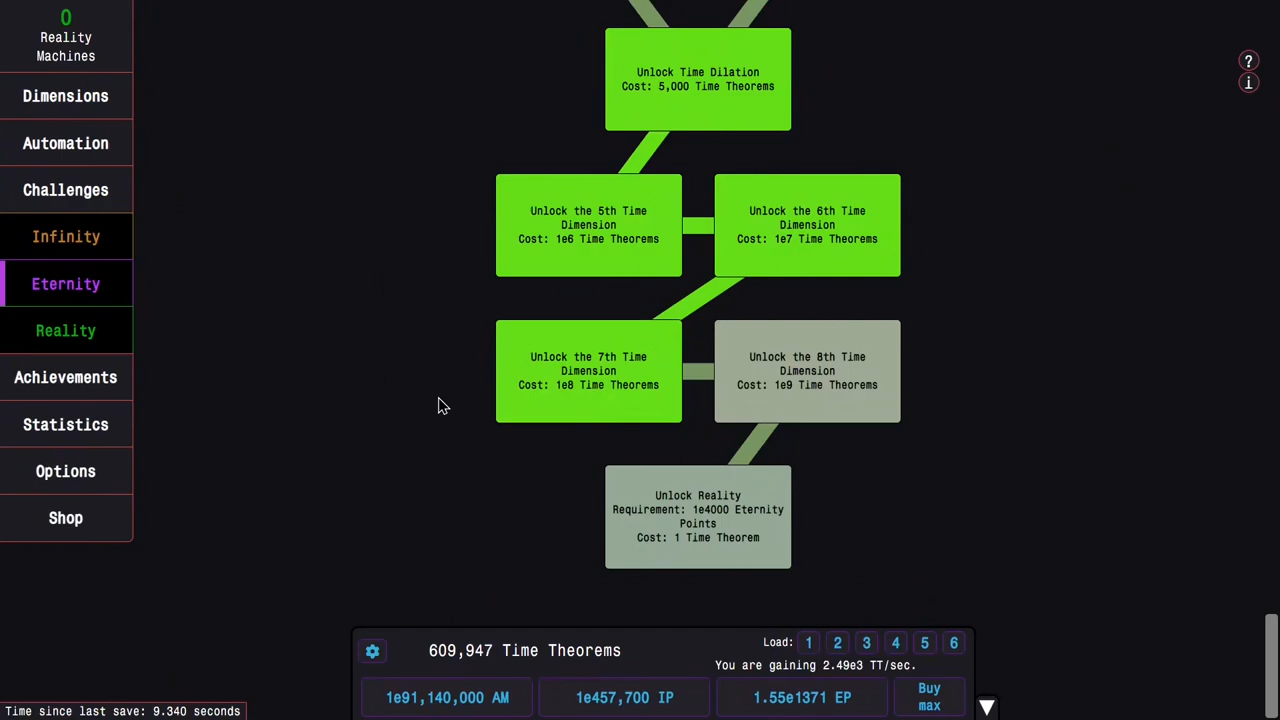 0
Reality
Machines
Dimensions
Automation
Challenges
Infinity
Eternity
Reality
Achievements
Statistics
Options
Shop
Time since last save: 9.340 seconds
Unlock Time Dilation
Cost: 5,000 Time Theorems
Unlock the 5th Time
Dimension
Cost: 1e6 Time Theorems
Unlock the 6th Time
Dimension
Cost: 1e7 Time Theorems
Unlock the 7th Time
Dimension
Cost: 1e8 Time Theorems
Unlock the 8th Time
Dimension
Cost: 1e9 Time Theorems
Unlock Reality
Requirement: 1e4000 Eternity
Points
Cost: 1 Time Theorem
609,947 Time Theorems
Load: 1 2 3 4 5 6
You are gaining 2.49e3 TT/sec.
1e91,140,000 AM
1e457,700 IP
1.55e1371 EP
Buy
max
?
i